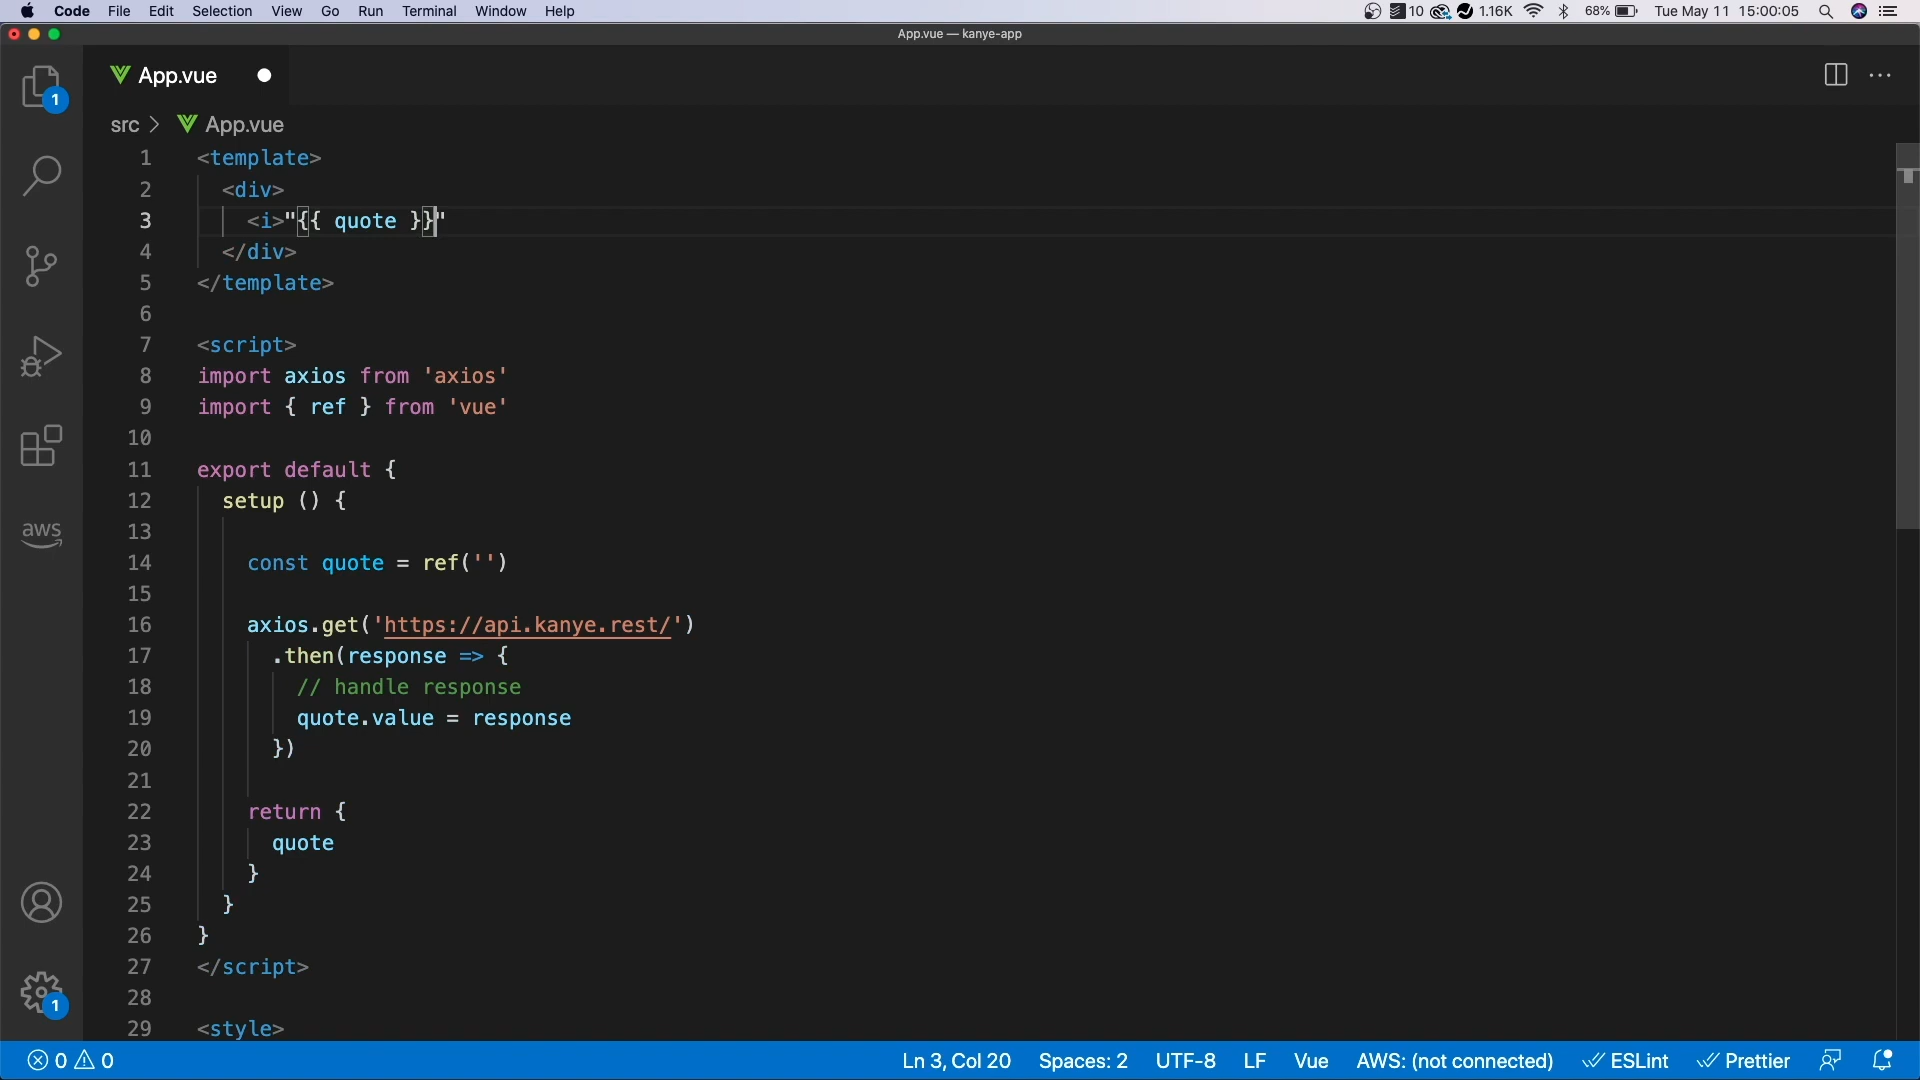 Code File Edit Selection View Go Run Terminal Window Help 10 1.16K 68% Tue May 11 15:00:05
App.vue — kanye-app
App.vue
src > App.vue
1 <template>
2 <div>
3 <i>"{{ quote }}"
4 </div>
5 </template>
6
7 <script>
8 import axios from 'axios'
9 import { ref } from 'vue'
10
11 export default {
12 setup () {
13
14 const quote = ref('')
15
16 axios.get('https://api.kanye.rest/')
17 .then(response => {
18 // handle response
19 quote.value = response
20 })
21
22 return {
23 quote
24 }
25 }
26 }
27 </script>
28
29 <style>
1
aws
1
0 0 Ln 3, Col 20 Spaces: 2 UTF-8 LF Vue AWS: (not connected) ESLint Prettier